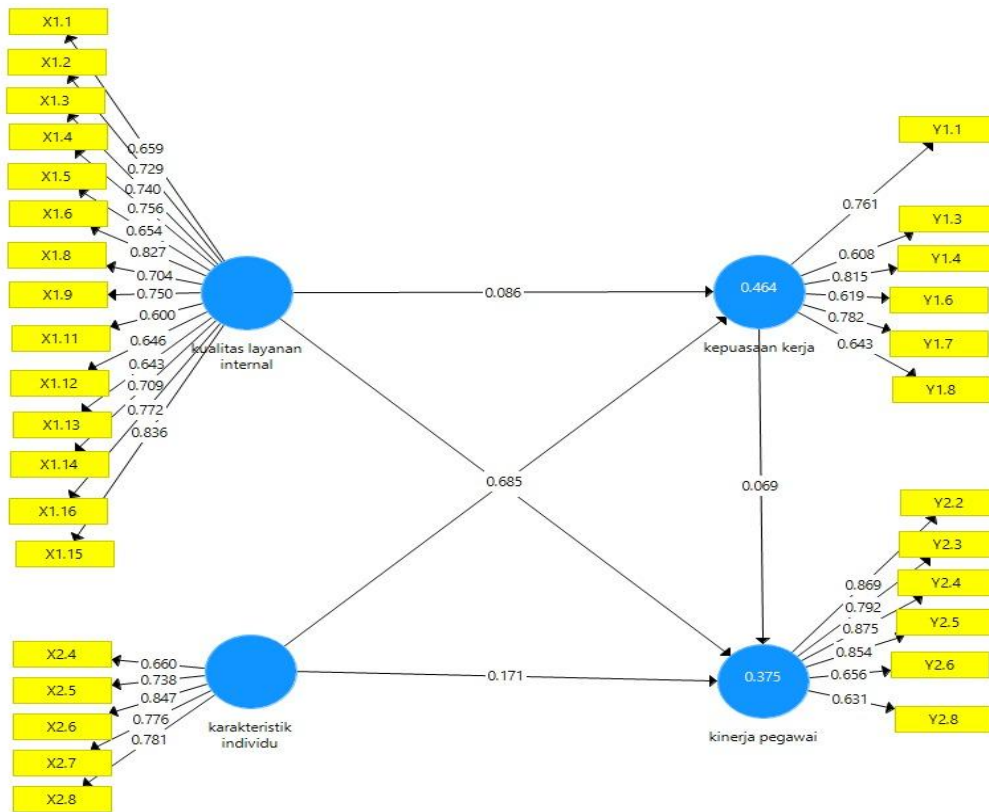 X1.1
X1.2
X1.3
X1.4
X1.5
X1.6
X1.8
X1.9
X1.11
X1.12
X1.13
X1.14
X1.16
X1.15
0.659
0.729
0.740
0.756
0.654
0.827
0.704
0.750
0.600
0.646
0.643
0.709
0.772
0.836
kualitas layanan
internal
0.086
0.464
kepuasaan kerja
0.761
0.608
0.815
0.619
0.782
0.643
Y1.1
Y1.3
Y1.4
Y1.6
Y1.7
Y1.8
0.685
0.069
X2.4
X2.5
X2.6
X2.7
X2.8
0.660
0.738
0.847
0.776
0.781
karakteristik
individu
0.171
0.375
kinerja pegawai
0.869
0.792
0.875
0.854
0.656
0.631
Y2.2
Y2.3
Y2.4
Y2.5
Y2.6
Y2.8